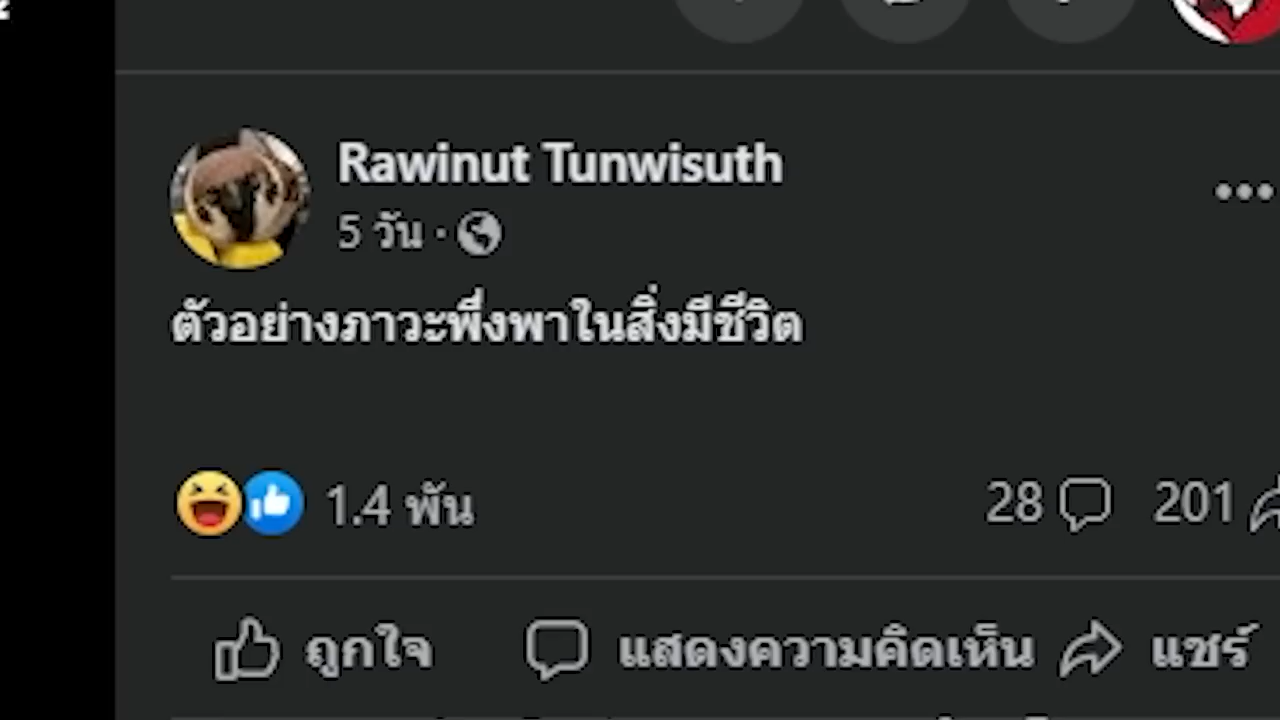 Rawinut Tunwisuth
5 วัน ·
ตัวอย่างภาวะพึ่งพาในสิ่งมีชีวิต
1.4 พัน 28 201
ถูกใจ แสดงความคิดเห็น แชร์